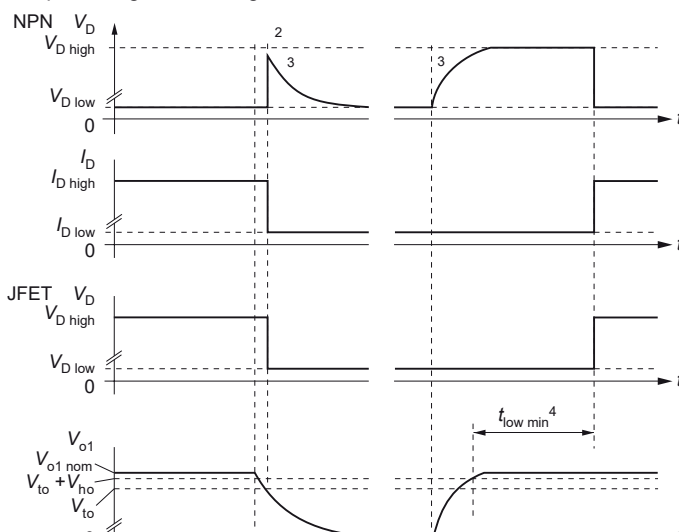 NPN V_D
V_D high
2
3
3
V_D low
0
t
I_D
I_D high
I_D low
0
t
JFET V_D
V_D high
V_D low
0
t
t_low min^4
V_o1
V_o1 nom
V_to + V_ho
V_to